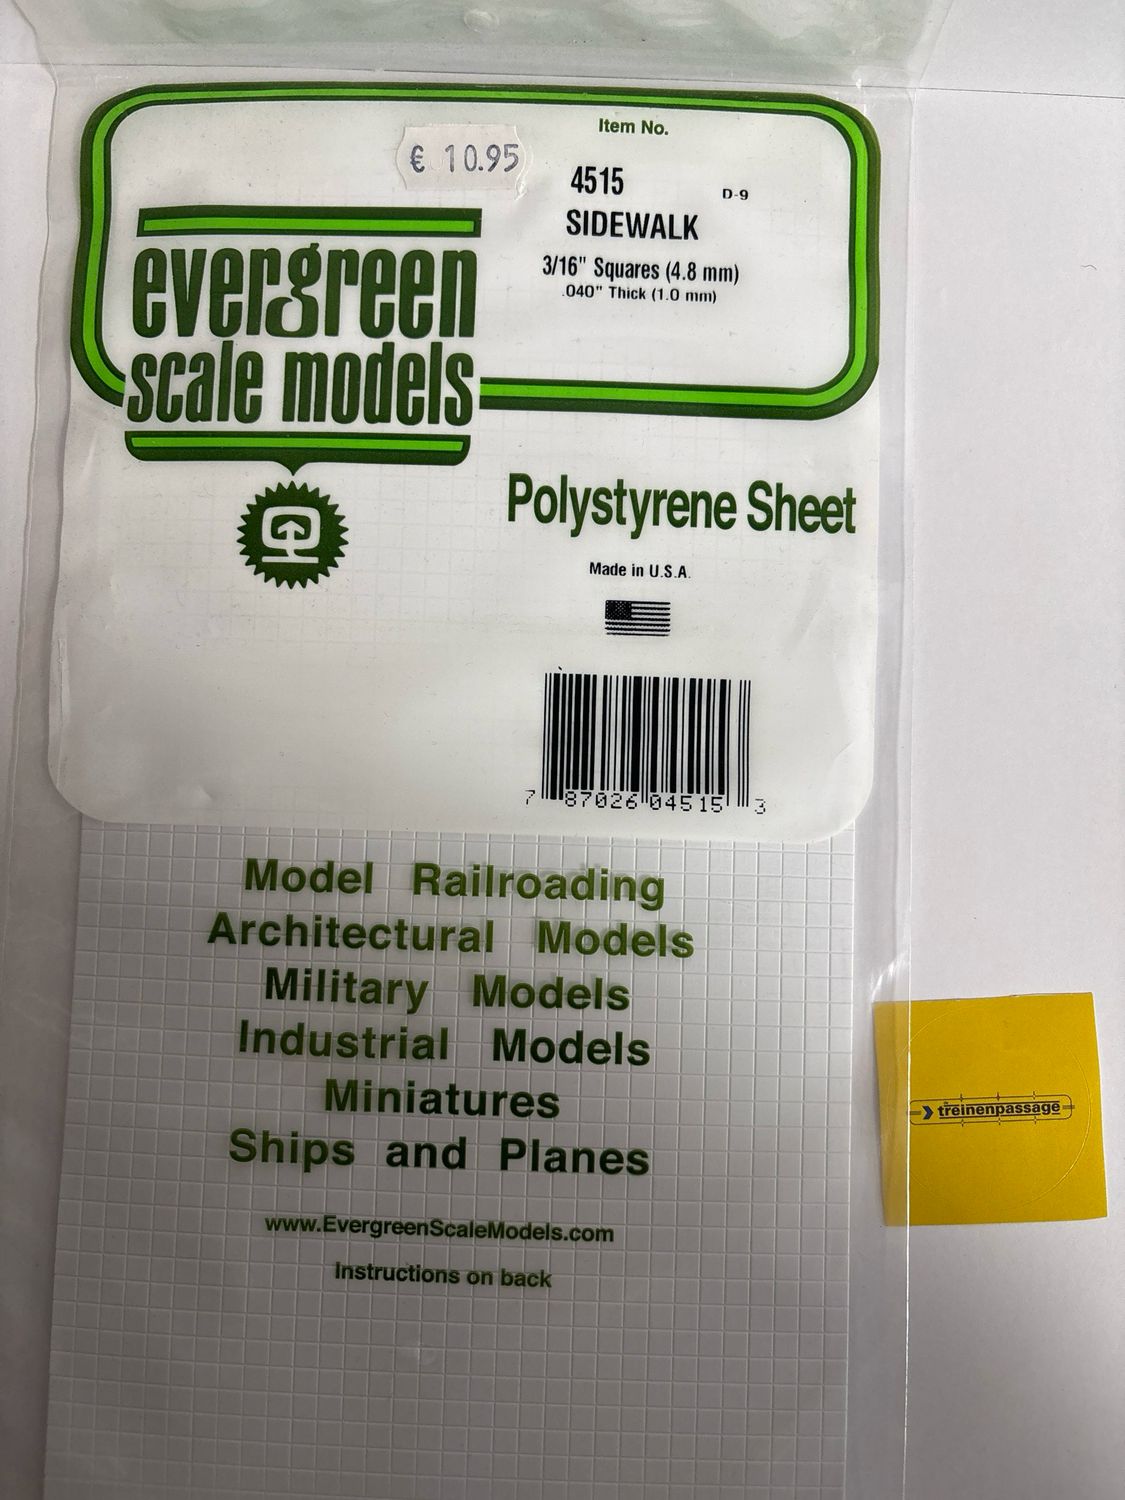 Item No.
€ 10.95
4515
D-9
SIDEWALK
3/16" Squares (4.8 mm)
.040" Thick (1.0 mm)
evergreen
scale models
Polystyrene Sheet
Made in U.S.A.
7 87026 04515 3
Model Railroading
Architectural Models
Military Models
Industrial Models
Miniatures
Ships and Planes
www.EvergreenScaleModels.com
Instructions on back
de
treinenpassage